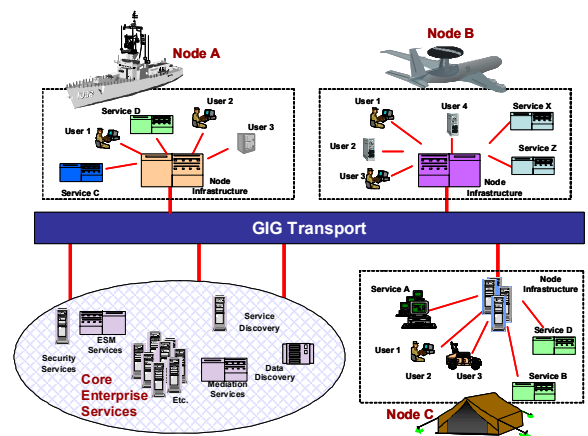 Node A
Node B
User 2
Service D
User 1
User 3
Service C
Node
Infrastructure
User 1
User 4
Service X
User 2
Service Z
User 3
Node
Infrastructure
GIG Transport
Service
Discovery
ESM
Services
Security
Services
Data
Discovery
Mediation
Services
Core
Enterprise
Services
Etc.
Node
Infrastructure
Service A
Service D
User 1
User 2
User 3
Service B
Node C